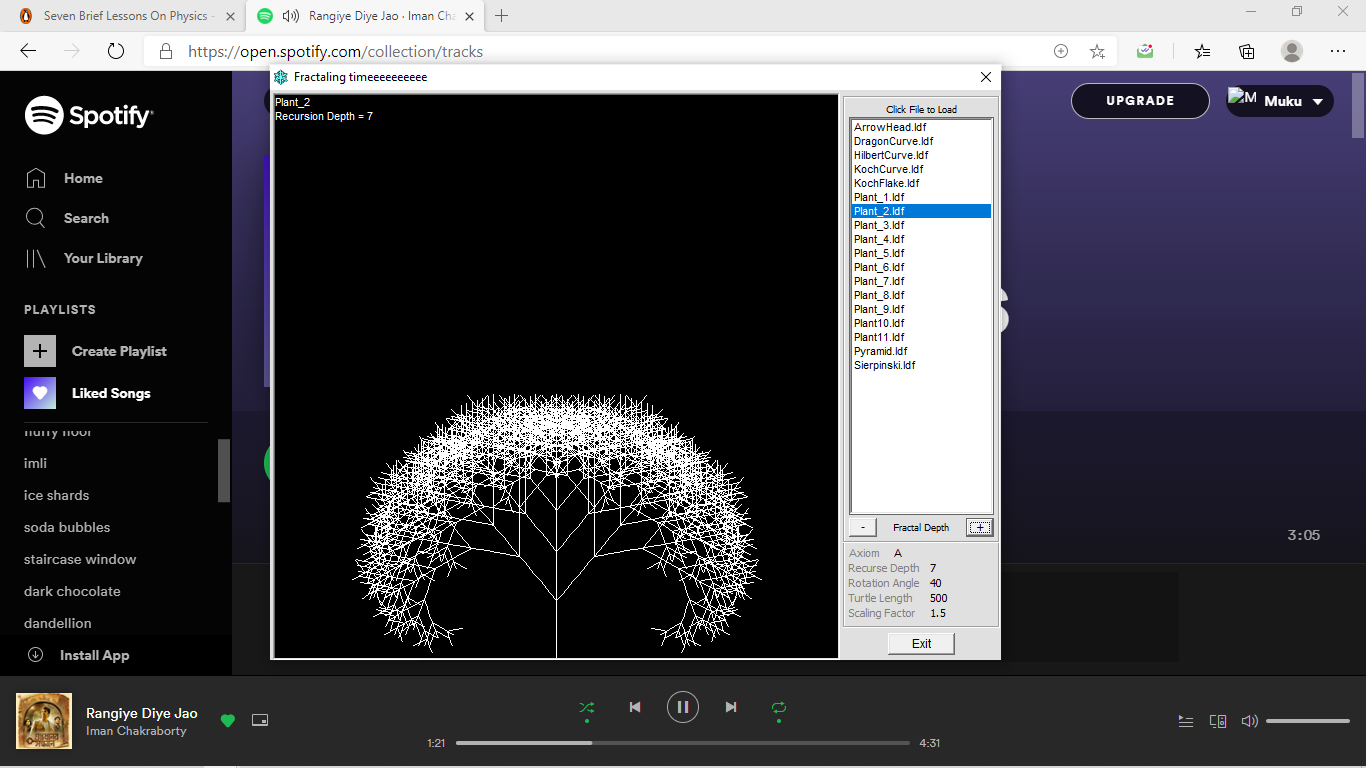 Seven Brief Lessons On Physics -
Rangiye Diye Jao · Iman Cha
https://open.spotify.com/collection/tracks
Fractaling timeeeeeeeeee
Plant_2
Recursion Depth = 7
Click File to Load
ArrowHead.ldf
DragonCurve.ldf
HilbertCurve.ldf
KochCurve.ldf
KochFlake.ldf
Plant_1.ldf
Plant_2.ldf
Plant_3.ldf
Plant_4.ldf
Plant_5.ldf
Plant_6.ldf
Plant_7.ldf
Plant_8.ldf
Plant_9.ldf
Plant10.ldf
Plant11.ldf
Pyramid.ldf
Sierpinski.ldf
- Fractal Depth +
Axiom A
Recurse Depth 7
Rotation Angle 40
Turtle Length 500
Scaling Factor 1.5
Exit
Spotify
Home
Search
Your Library
PLAYLISTS
Create Playlist
Liked Songs
fluffy floor
imli
ice shards
soda bubbles
staircase window
dark chocolate
dandellion
Install App
UPGRADE
M Muku
s
3:05
Rangiye Diye Jao
Iman Chakraborty
1:21
4:31